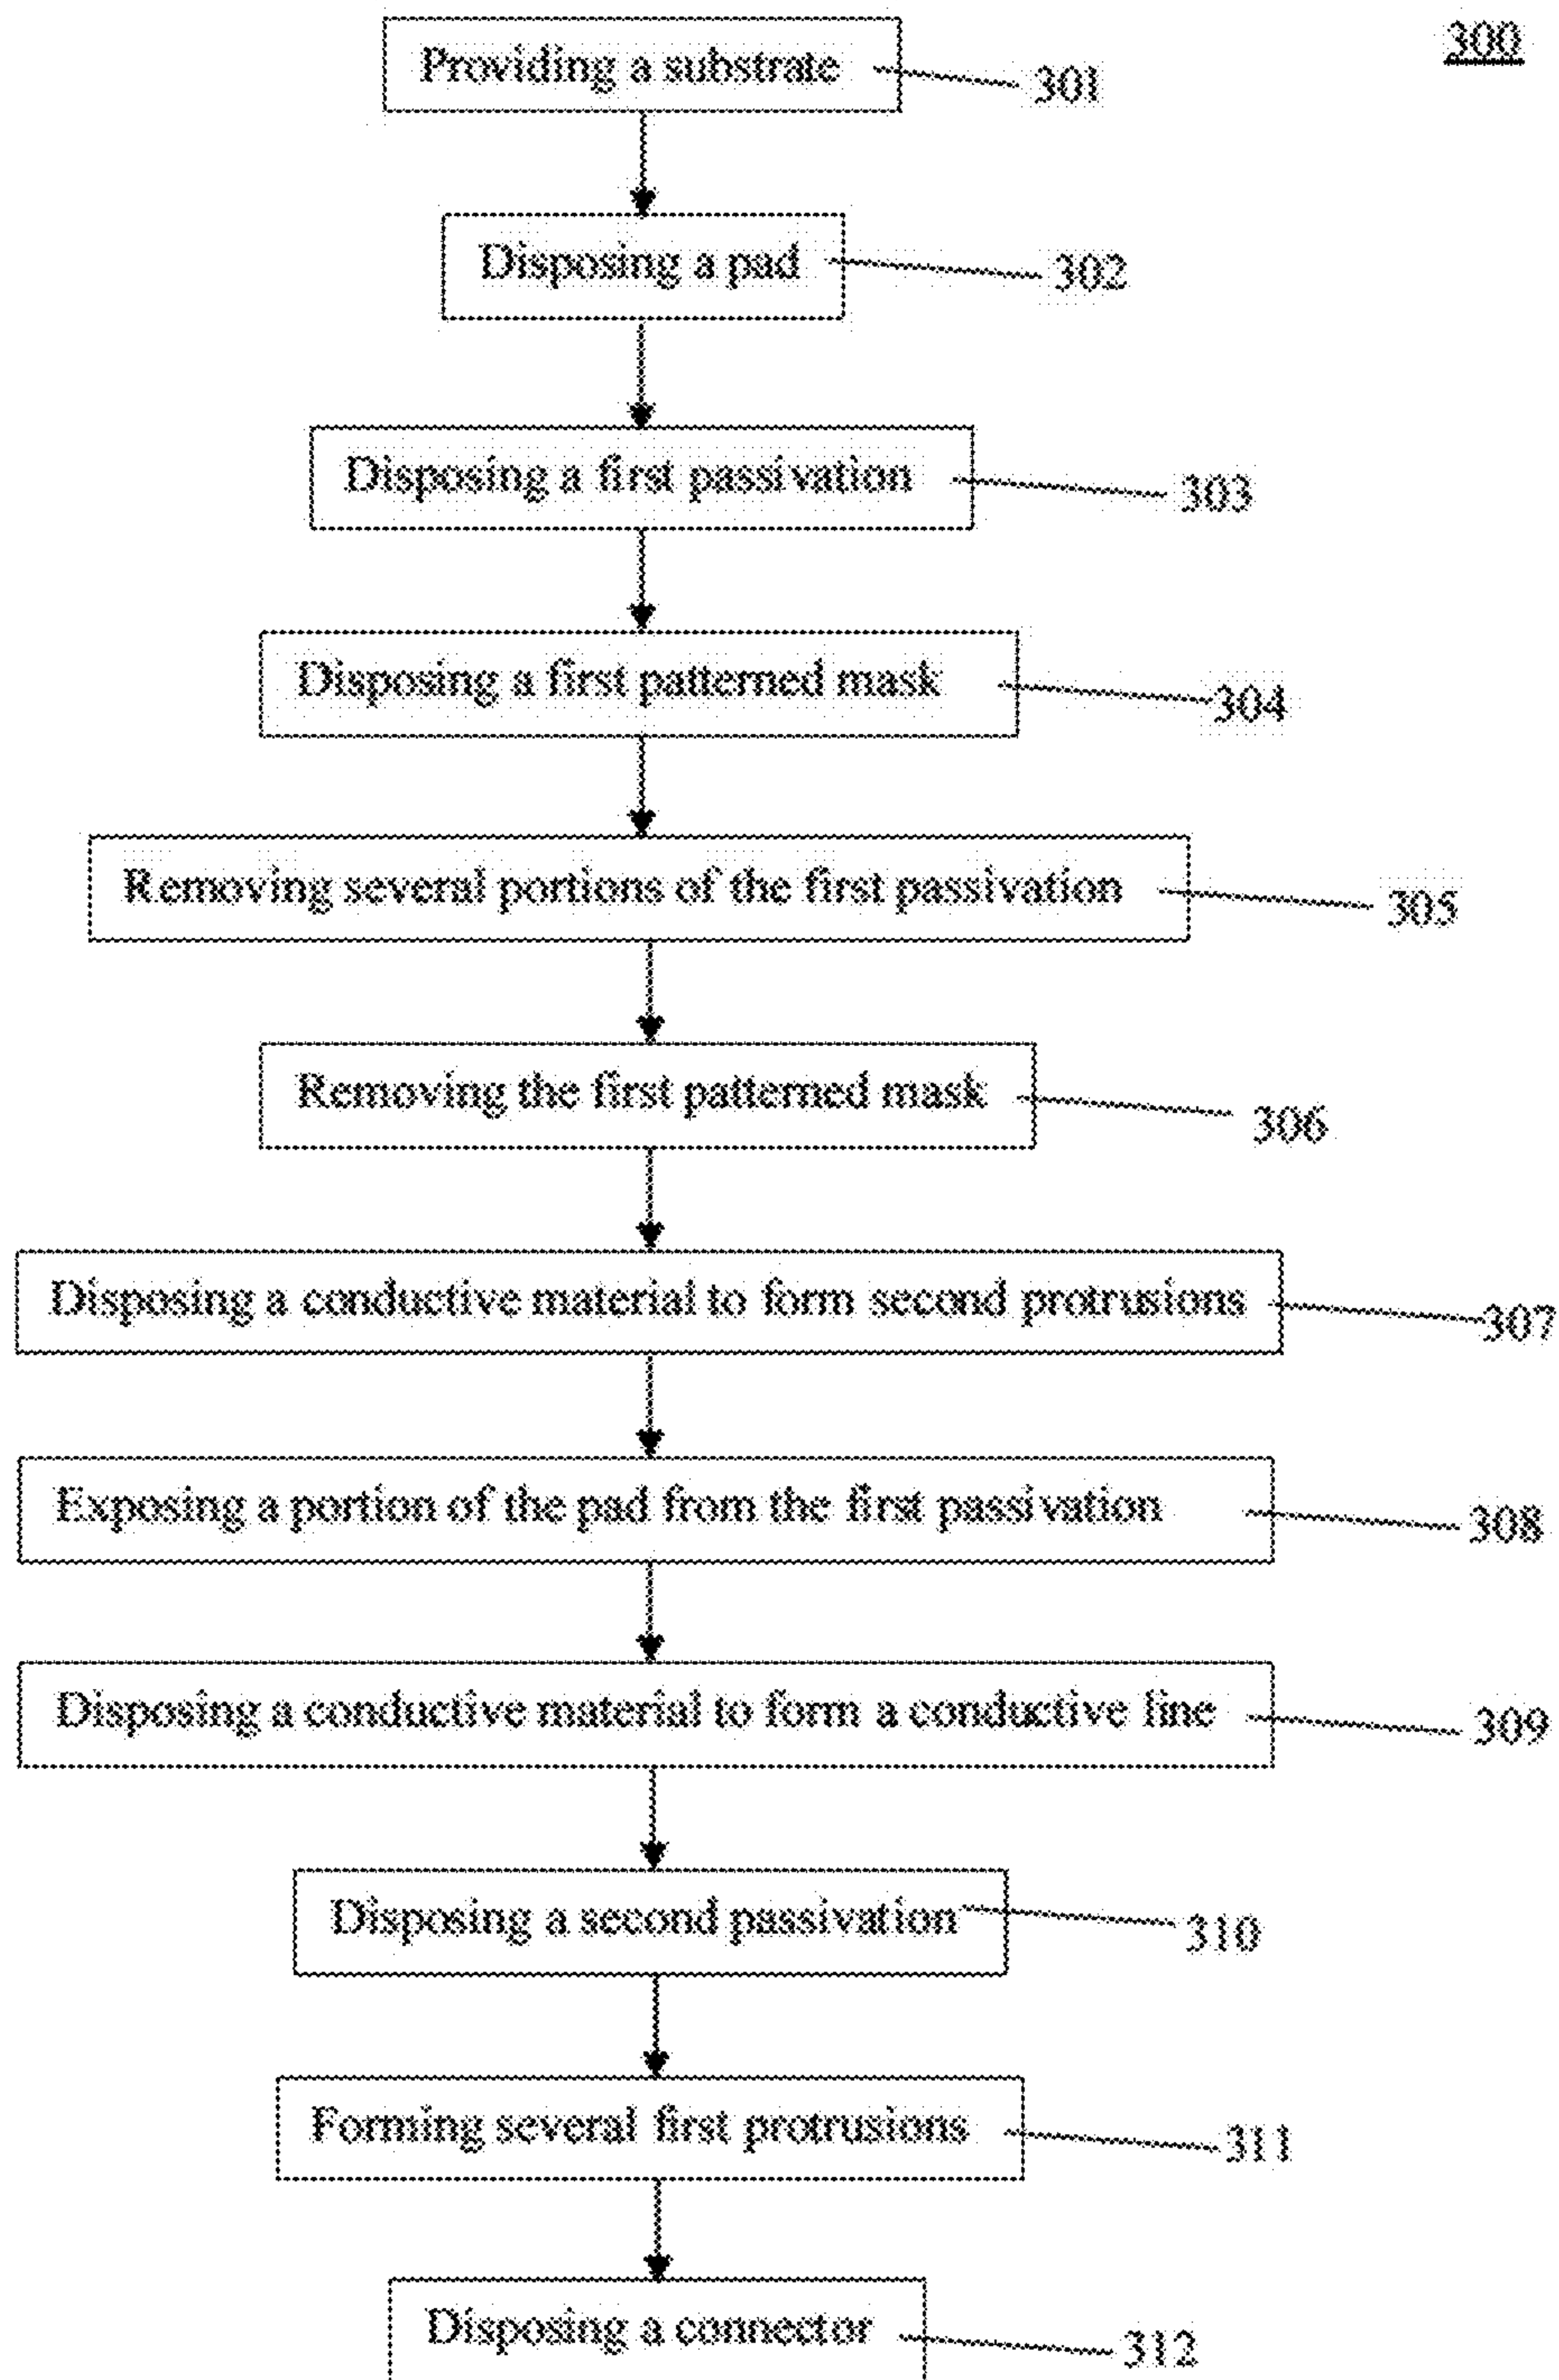 300
Providing a substrate 301
Disposing a pad 302
Disposing a first passivation 303
Disposing a first patterned mask 304
Removing several portions of the first passivation 305
Removing the first patterned mask 306
Disposing a conductive material to form second protrusions 307
Exposing a portion of the pad from the first passivation 308
Disposing a conductive material to form a conductive line 309
Disposing a second passivation 310
Forming several first protrusions 311
Disposing a connector 312